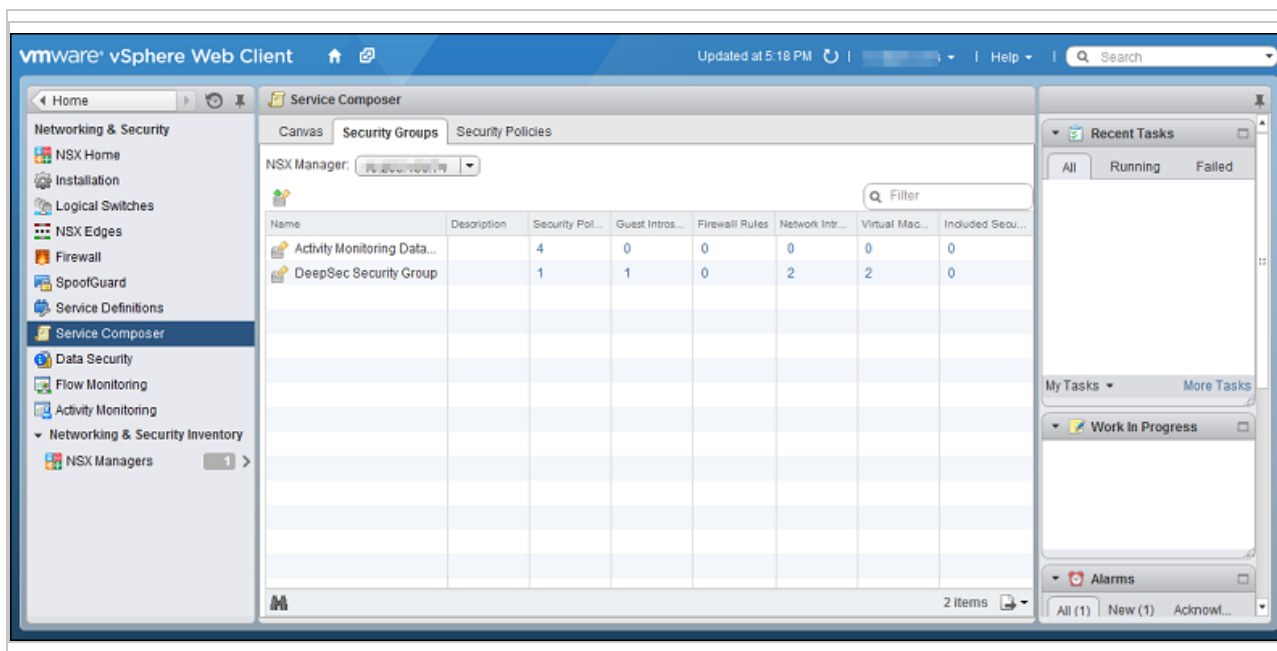 vmware® vSphere Web Client
Updated at 5:18 PM
Help
Search
Home
Networking & Security
NSX Home
Installation
Logical Switches
NSX Edges
Firewall
SpoofGuard
Service Definitions
Service Composer
Data Security
Flow Monitoring
Activity Monitoring
Networking & Security Inventory
NSX Managers 1
Service Composer
Canvas Security Groups Security Policies
NSX Manager:
Filter
Name Description Security Pol... Guest Intros... Firewall Rules Network Intr... Virtual Mac... Included Secu...
Activity Monitoring Data... 4 0 0 0 0 0
DeepSec Security Group 1 1 0 2 2 0
2 items
Recent Tasks
All Running Failed
My Tasks More Tasks
Work In Progress
Alarms
All (1) New (1) Acknowl...